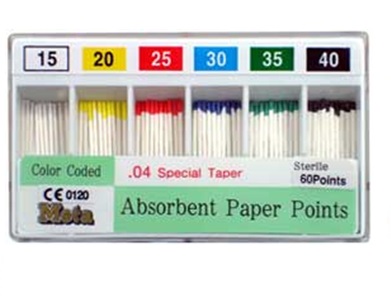 15 20 25 30 35 40
Color Coded
.04 Special Taper
Sterile
60Points
CE 0120
Meta
Absorbent Paper Points